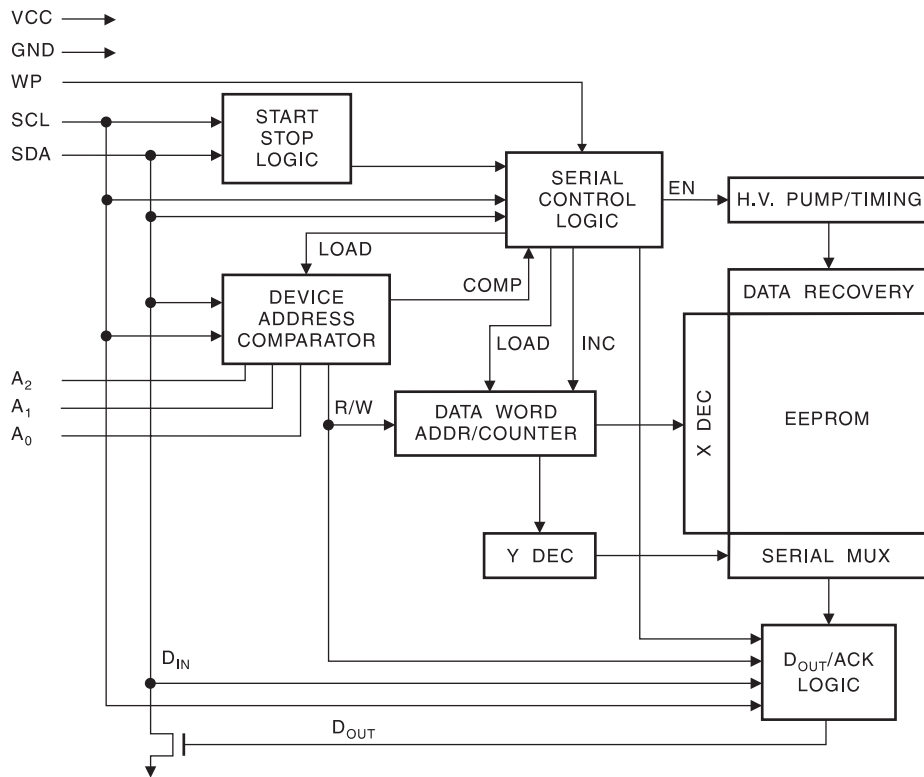 VCC
GND
WP
SCL
SDA
START
STOP
LOGIC
SERIAL
CONTROL
LOGIC
EN
H.V. PUMP/TIMING
LOAD
COMP
DEVICE
ADDRESS
COMPARATOR
DATA RECOVERY
LOAD
INC
A2
A1
A0
R/W
DATA WORD
ADDR/COUNTER
X DEC
EEPROM
Y DEC
SERIAL MUX
DIN
DOUT/ACK
LOGIC
DOUT